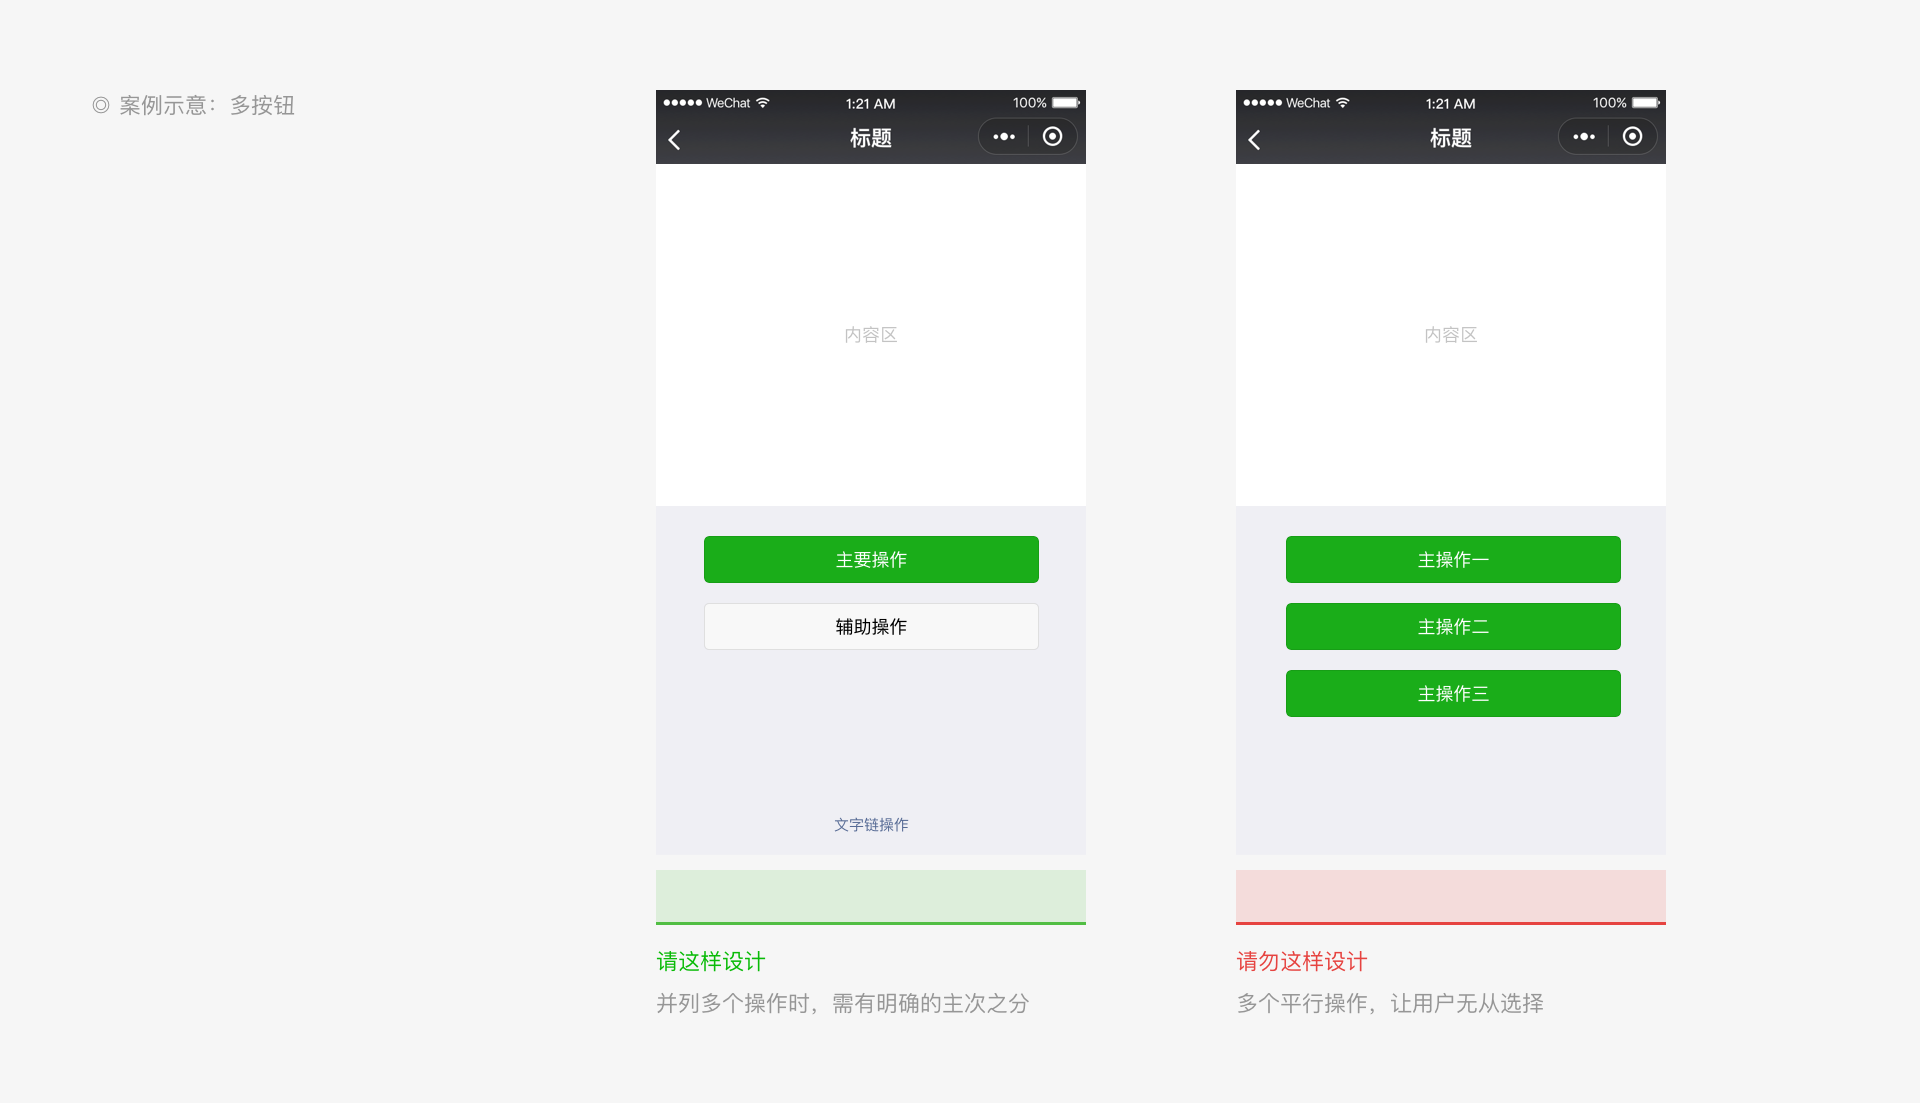 ◎ 案例示意：多按钮
WeChat 1:21 AM 100%
标题
内容区
主要操作
辅助操作
文字链操作
请这样设计
并列多个操作时，需有明确的主次之分
WeChat 1:21 AM 100%
标题
内容区
主操作一
主操作二
主操作三
请勿这样设计
多个平行操作，让用户无从选择